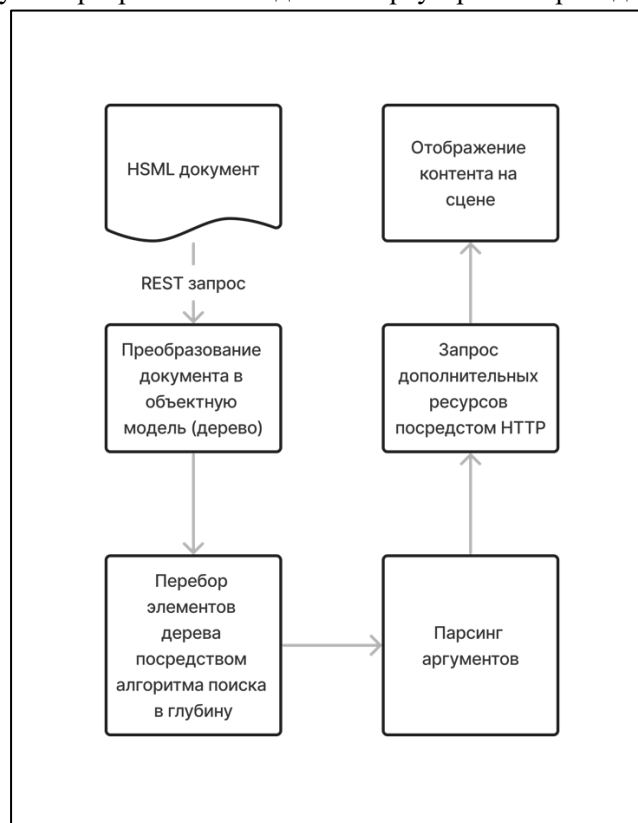 HSML документ
REST запрос
Преобразование
документа в
объектную
модель (дерево)
Перебор
элементов
дерева
посредством
алгоритма поиска
в глубину
Парсинг
аргументов
Запрос
дополнительных
ресурсов
посредстом HTTP
Отображение
контента на
сцене